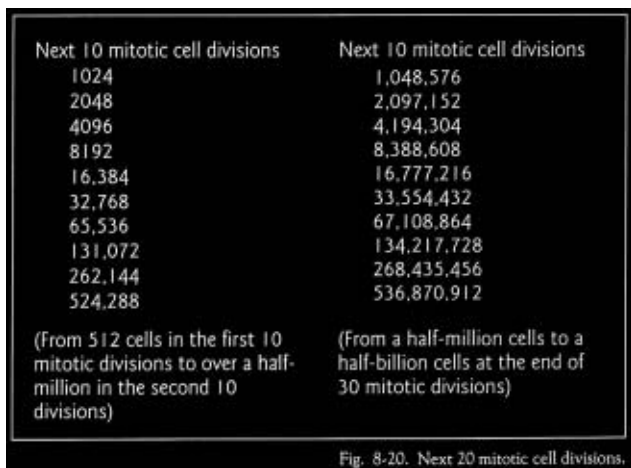 Next 10 mitotic cell divisions
1024
2048
4096
8192
16,384
32,768
65,536
131,072
262,144
524,288
(From 512 cells in the first 10
mitotic divisions to over a half-
million in the second 10
divisions)
Next 10 mitotic cell divisions
1,048,576
2,097,152
4,194,304
8,388,608
16,777,216
33,554,432
67,108,864
134,217,728
268,435,456
536,870,912
(From a half-million cells to a
half-billion cells at the end of
30 mitotic divisions)
Fig. 8-20. Next 20 mitotic cell divisions.